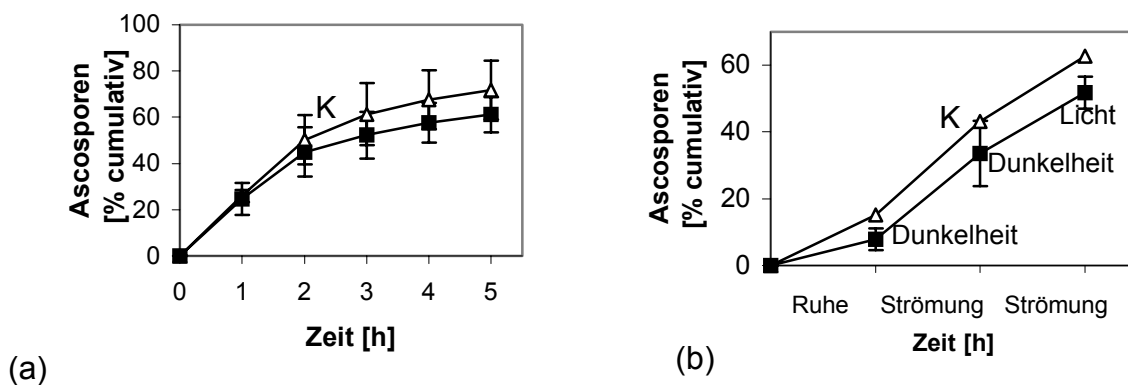 Ascosporen
[% cumulativ]
100
80
60
40
20
0
K
0 1 2 3 4 5
Zeit [h]
(a)
Ascosporen
[% cumulativ]
60
40
20
0
K
Licht
Dunkelheit
Dunkelheit
Ruhe Strömung Strömung
Zeit [h]
(b)